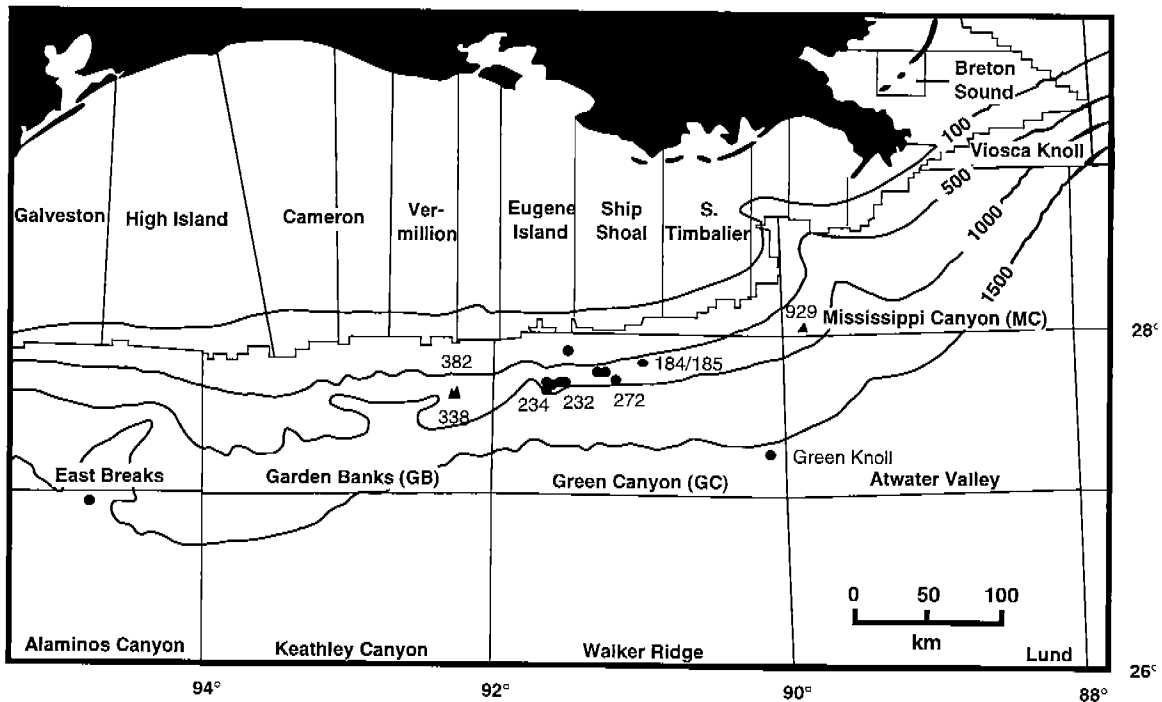 Breton
Sound
100
Viosca Knoll
500
1000
1500
Galveston
High Island
Cameron
Ver-
million
Eugene
Island
Ship
Shoal
S.
Timbalier
929
Mississippi Canyon (MC)
28°
382
184/185
338
234
232
272
Green Knoll
East Breaks
Garden Banks (GB)
Green Canyon (GC)
Atwater Valley
0
50
100
km
Alaminos Canyon
Keathley Canyon
Walker Ridge
Lund
26°
94°
92°
90°
88°